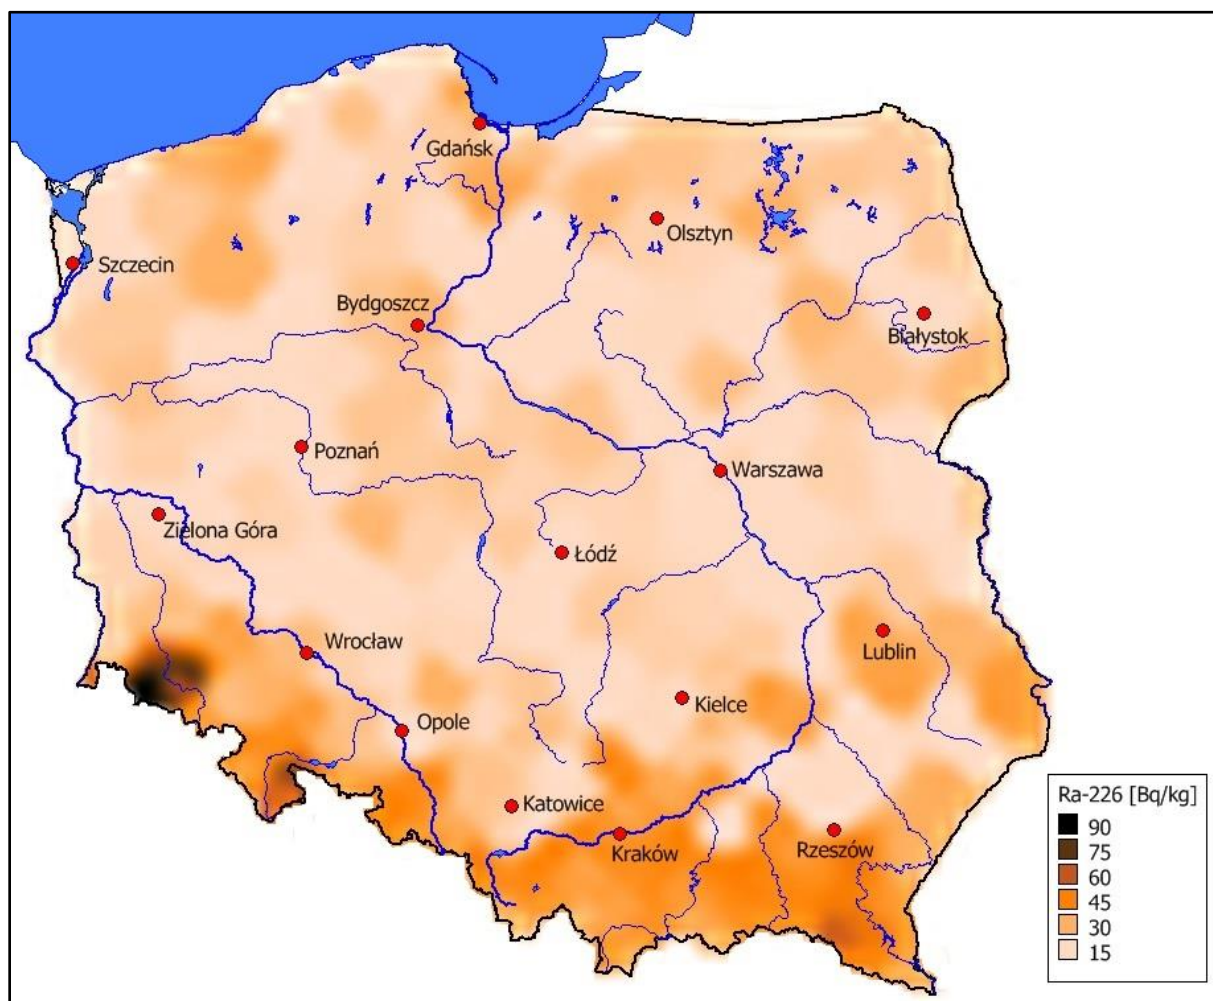 Gdańsk
Olsztyn
Szczecin
Bydgoszcz
Białystok
Poznań
Warszawa
Zielona Góra
Łódź
Wrocław
Lublin
Kielce
Opole
Katowice
Kraków
Rzeszów
Ra-226 [Bq/kg]
90
75
60
45
30
15